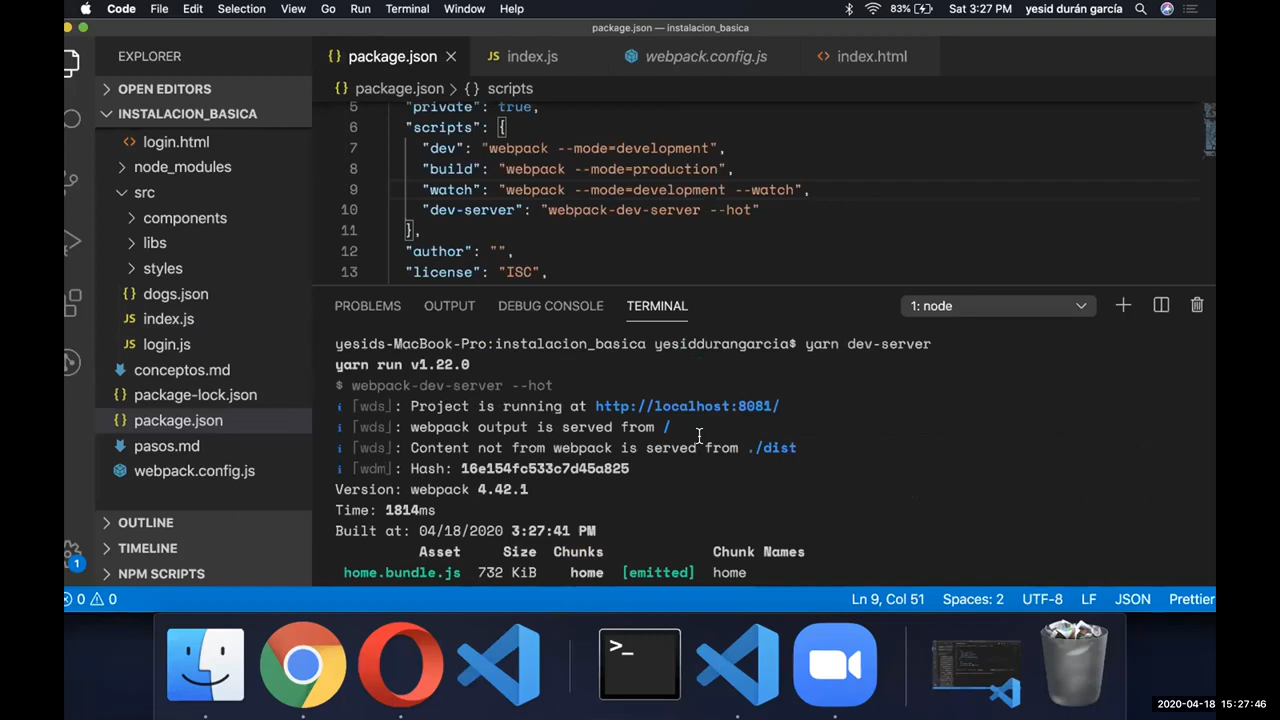 Code File Edit Selection View Go Run Terminal Window Help 83% Sat 3:27 PM yesid durán garcía
package.json — instalacion_basica
EXPLORER
{} package.json JS index.js webpack.config.js <> index.html
{} package.json > {} scripts
OPEN EDITORS
INSTALACION_BASICA
<> login.html
node_modules
src
components
libs
styles
{} dogs.json
JS index.js
JS login.js
conceptos.md
{} package-lock.json
{} package.json
pasos.md
webpack.config.js
OUTLINE
TIMELINE
NPM SCRIPTS
5 "private": true,
6 "scripts": {
7 "dev": "webpack --mode=development",
8 "build": "webpack --mode=production",
9 "watch": "webpack --mode=development --watch",
10 "dev-server": "webpack-dev-server --hot"
11 },
12 "author": "",
13 "license": "ISC",
PROBLEMS OUTPUT DEBUG CONSOLE TERMINAL 1: node
yesids-MacBook-Pro:instalacion_basica yesiddurangarcia$ yarn dev-server
yarn run v1.22.0
$ webpack-dev-server --hot
i ｢wds｣: Project is running at http://localhost:8081/
i ｢wds｣: webpack output is served from /
i ｢wds｣: Content not from webpack is served from ./dist
i ｢wdm｣: Hash: 16e154fc533c7d45a825
Version: webpack 4.42.1
Time: 1814ms
Built at: 04/18/2020 3:27:41 PM
Asset Size Chunks Chunk Names
home.bundle.js 732 KiB home [emitted] home
1
0 0 Ln 9, Col 51 Spaces: 2 UTF-8 LF JSON Prettier
>_
2020-04-18 15:27:46